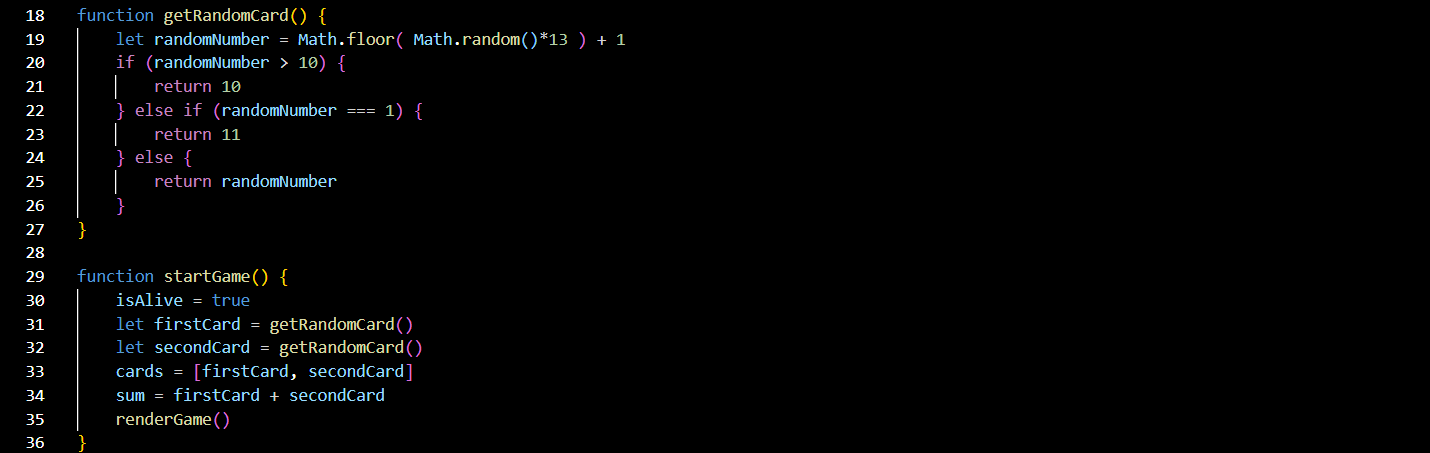 18 function getRandomCard() {
19     let randomNumber = Math.floor( Math.random()*13 ) + 1
20     if (randomNumber > 10) {
21         return 10
22     } else if (randomNumber === 1) {
23         return 11
24     } else {
25         return randomNumber
26     }
27 }
28
29 function startGame() {
30     isAlive = true
31     let firstCard = getRandomCard()
32     let secondCard = getRandomCard()
33     cards = [firstCard, secondCard]
34     sum = firstCard + secondCard
35     renderGame()
36 }